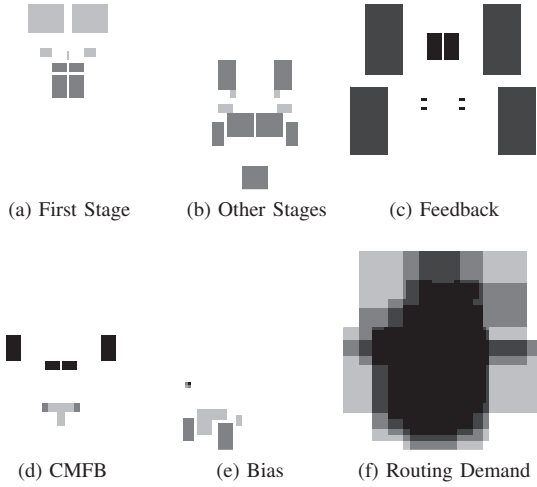 (a) First Stage
(b) Other Stages
(c) Feedback
(d) CMFB
(e) Bias
(f) Routing Demand